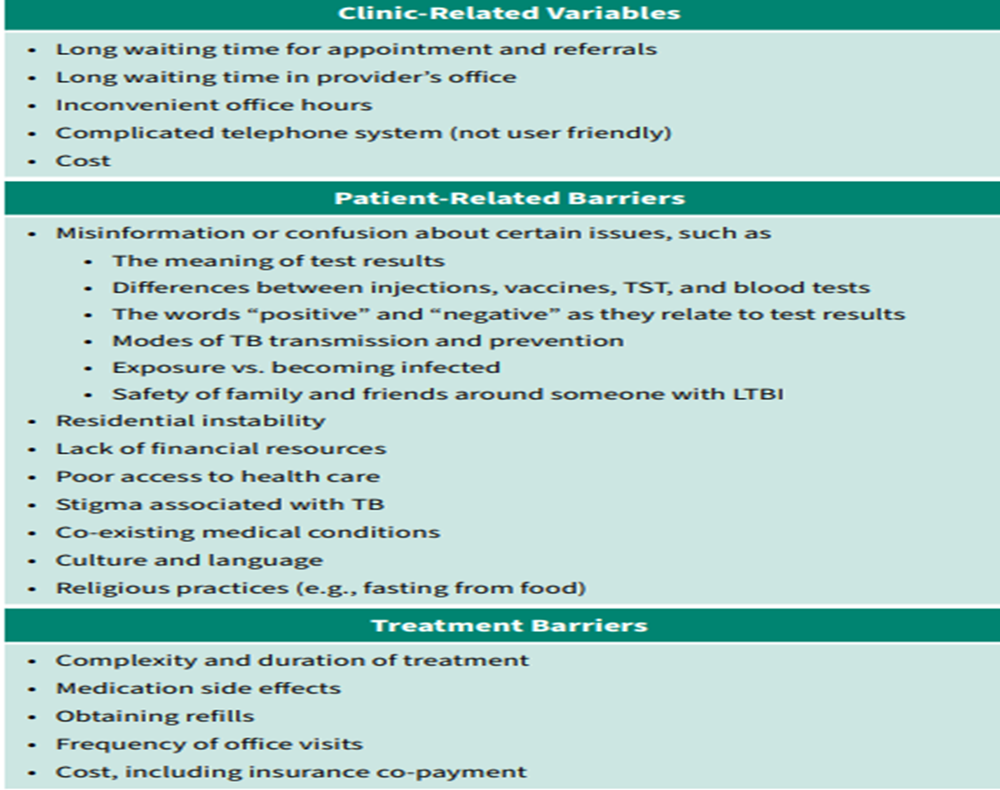 Clinic-Related Variables
• Long waiting time for appointment and referrals
• Long waiting time in provider’s office
• Inconvenient office hours
• Complicated telephone system (not user friendly)
• Cost
Patient-Related Barriers
• Misinformation or confusion about certain issues, such as
• The meaning of test results
• Differences between injections, vaccines, TST, and blood tests
• The words “positive” and “negative” as they relate to test results
• Modes of TB transmission and prevention
• Exposure vs. becoming infected
• Safety of family and friends around someone with LTBI
• Residential instability
• Lack of financial resources
• Poor access to health care
• Stigma associated with TB
• Co-existing medical conditions
• Culture and language
• Religious practices (e.g., fasting from food)
Treatment Barriers
• Complexity and duration of treatment
• Medication side effects
• Obtaining refills
• Frequency of office visits
• Cost, including insurance co-payment